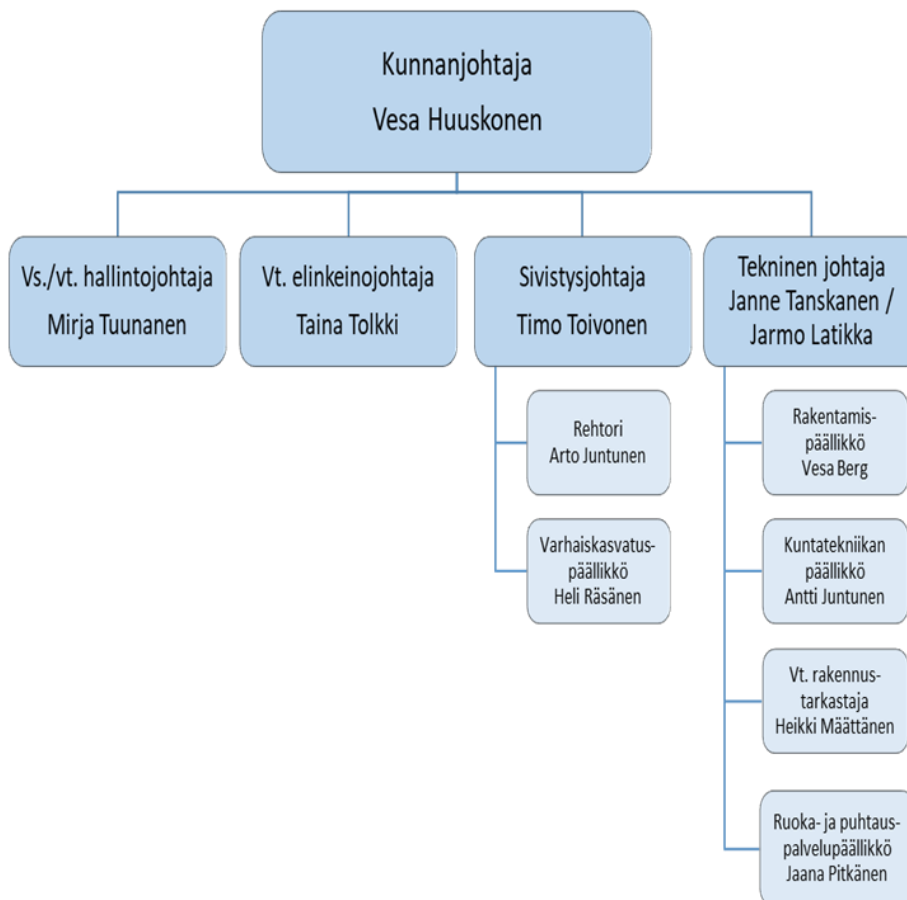 Kunnanjohtaja
Vesa Huuskonen
Vs./vt. hallintojohtaja
Mirja Tuunanen
Vt. elinkeinojohtaja
Taina Tolkki
Sivistysjohtaja
Timo Toivonen
Tekninen johtaja
Janne Tanskanen /
Jarmo Latikka
Rehtori
Arto Juntunen
Varhaiskasvatus-
päällikkö
Heli Räsänen
Rakentamis-
päällikkö
Vesa Berg
Kuntatekniikan
päällikkö
Antti Juntunen
Vt. rakennus-
tarkastaja
Heikki Määttänen
Ruoka- ja puhtaus-
palvelupäällikkö
Jaana Pitkänen